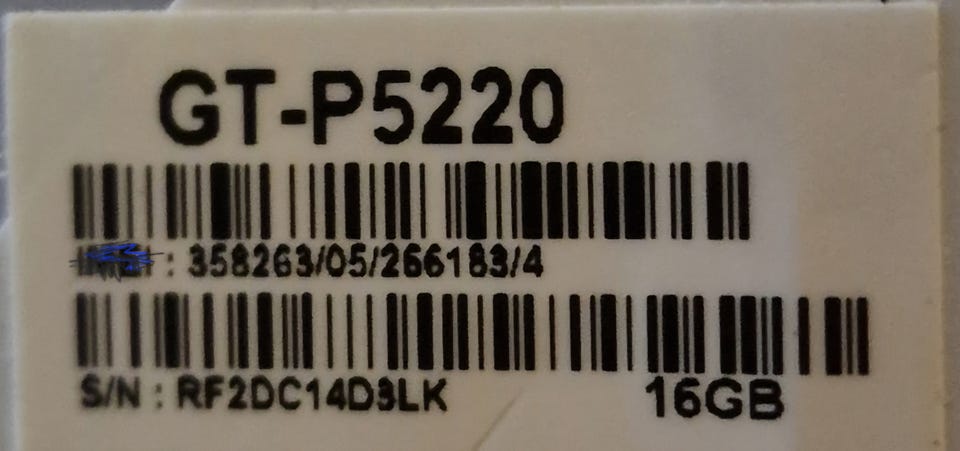 GT-P5220
: 358263/05/266183/4
S/N : RF2DC14D3LK
16GB